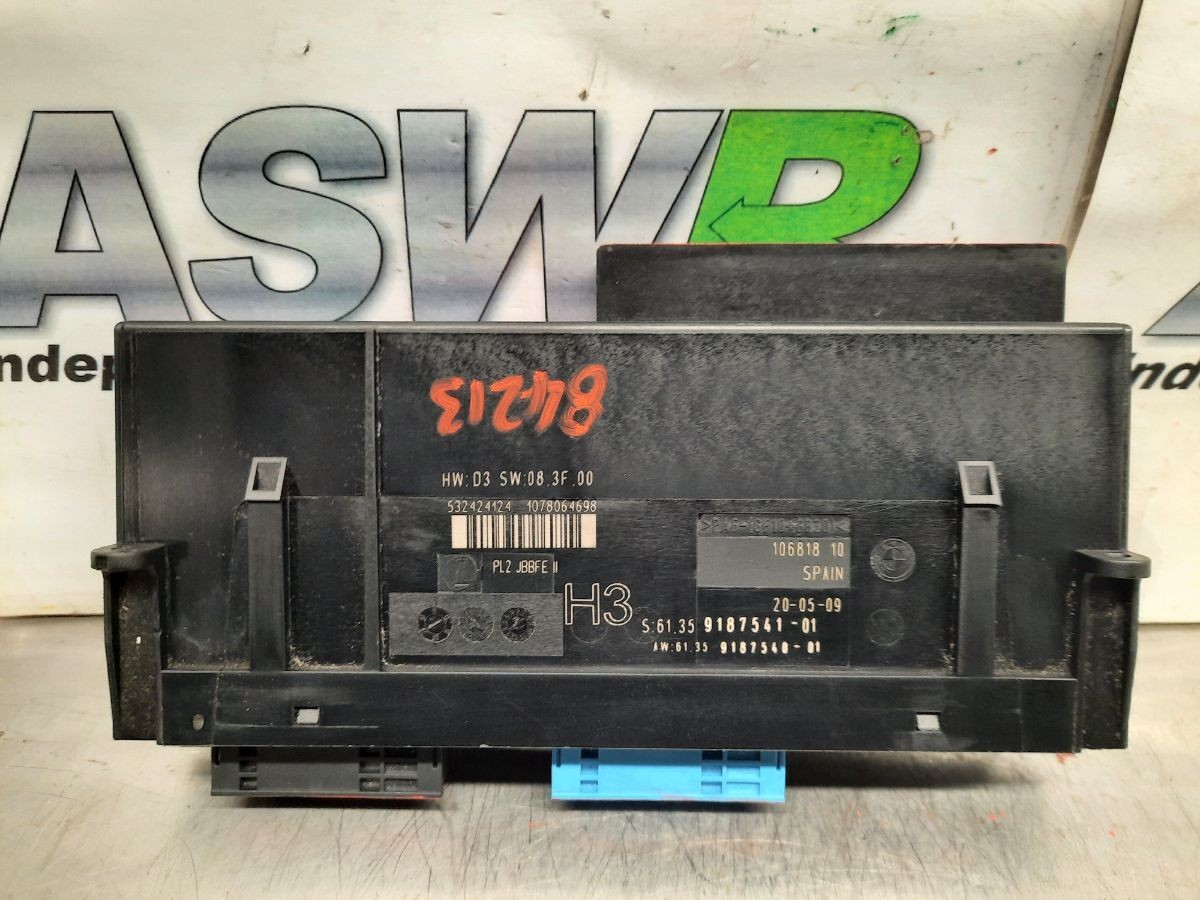 ASWR
Indep
Inde
84213
HW:D3 SW:08.3F.00
532424124 1078064698
PL2 JBBFE II
H3
106818 10
SPAIN
20-05-09
S:61.35 9187541-01
AW:61.35 9187540-01